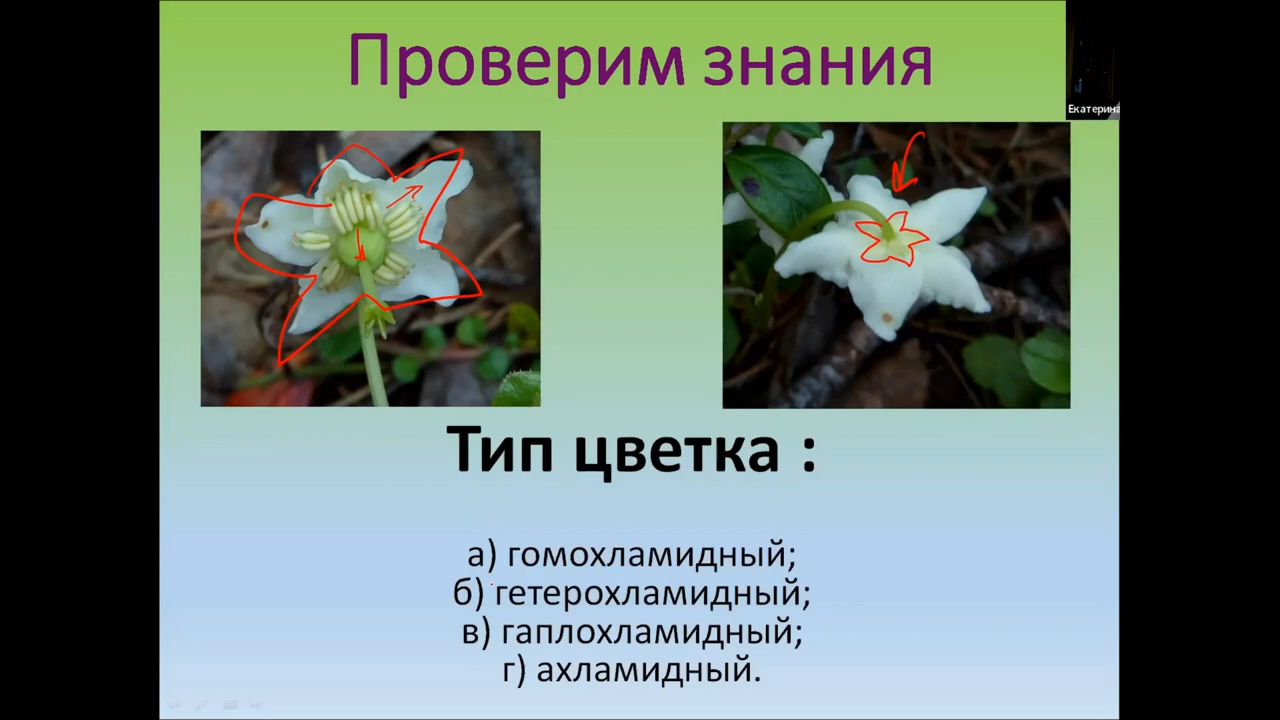 Проверим знания
Екатерина
Тип цветка :
а) гомохламидный;
б) гетерохламидный;
в) гаплохламидный;
г) ахламидный.